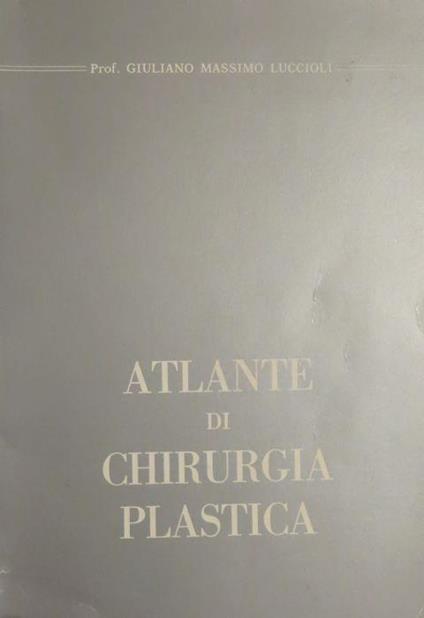 Prof. GIULIANO MASSIMO LUCCIOLI
ATLANTE
DI
CHIRURGIA
PLASTICA